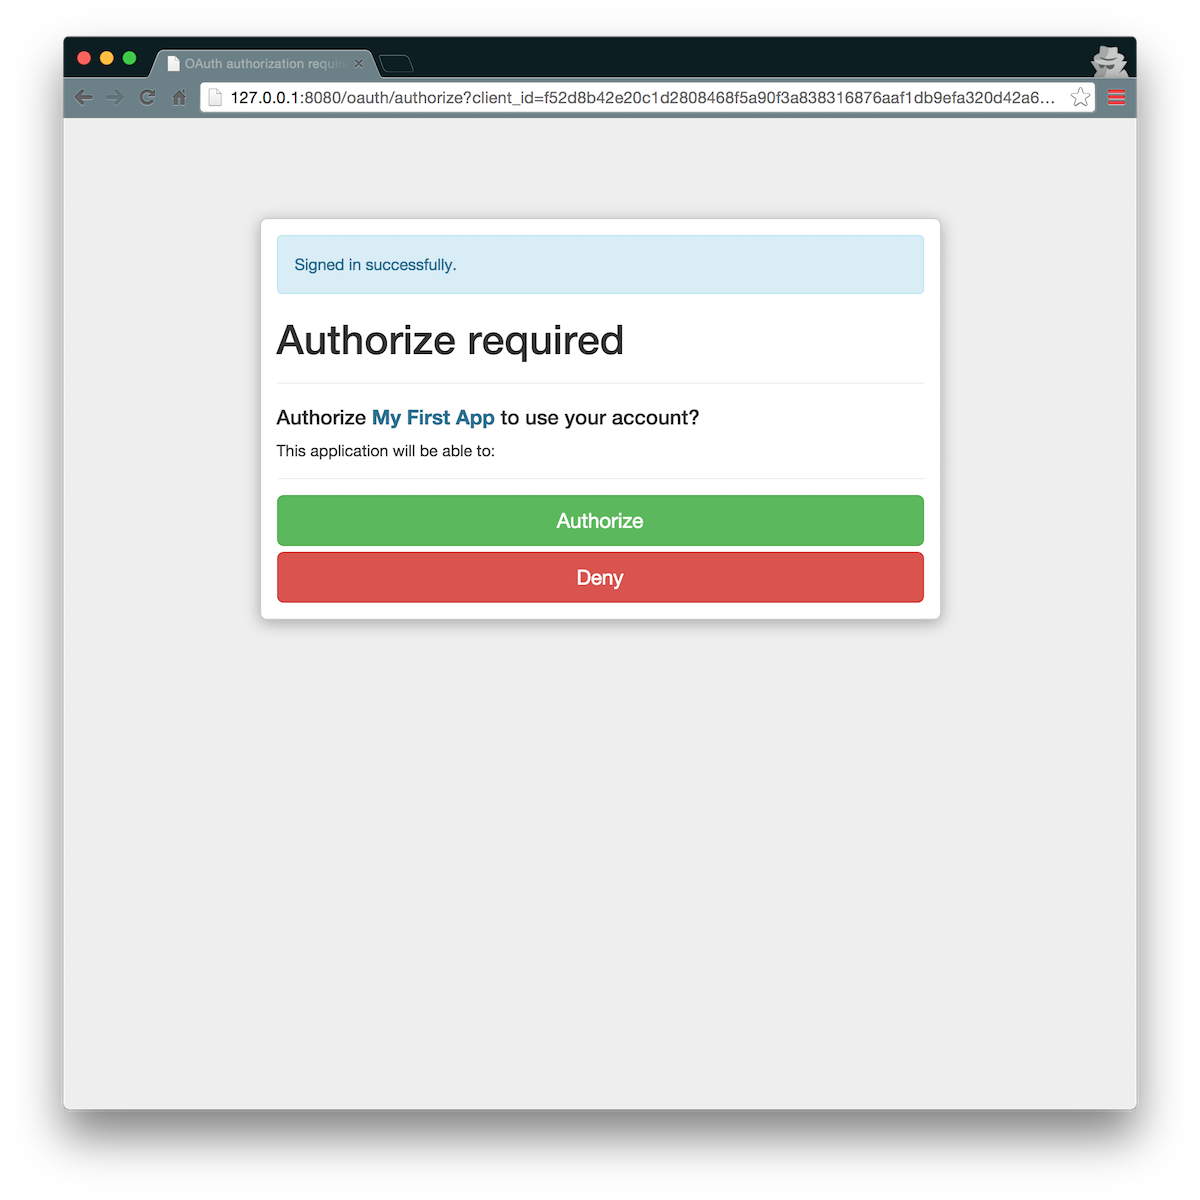 OAuth authorization requir
127.0.0.1:8080/oauth/authorize?client_id=f52d8b42e20c1d2808468f5a90f3a838316876aaf1db9efa320d42a6...
Signed in successfully.
Authorize required
Authorize My First App to use your account?
This application will be able to:
Authorize
Deny